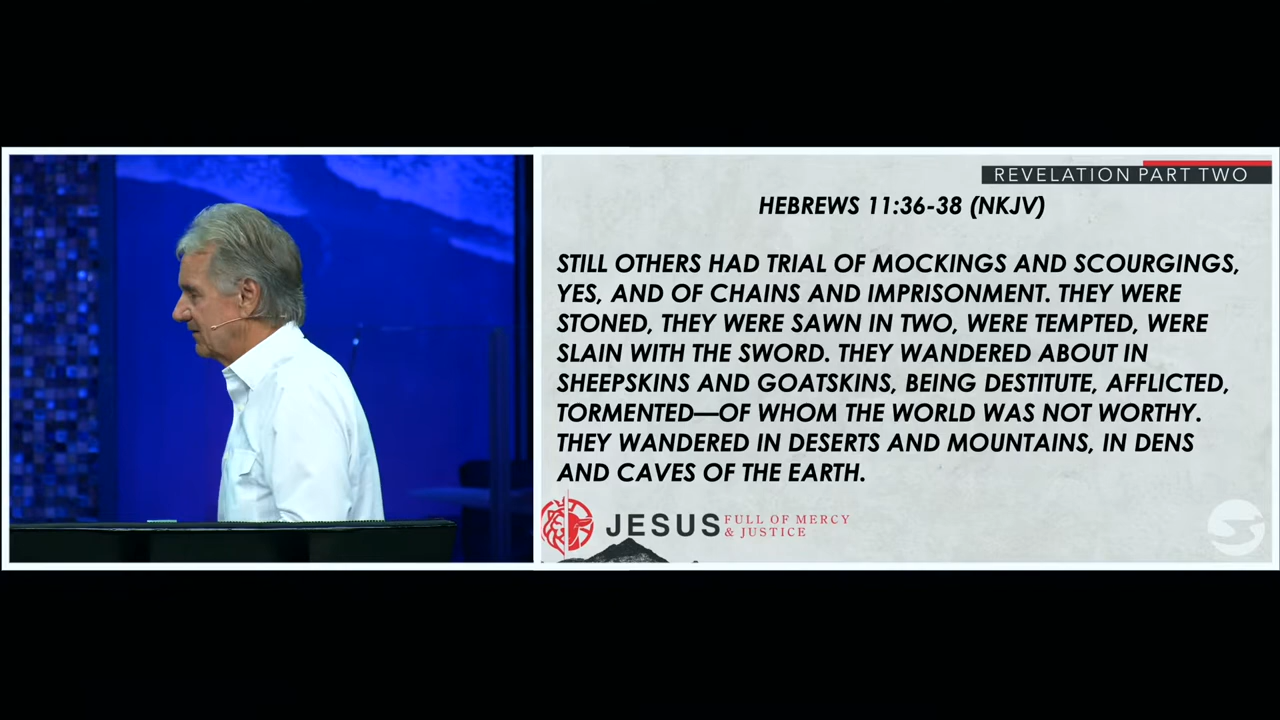 REVELATION PART TWO
HEBREWS 11:36-38 (NKJV)
STILL OTHERS HAD TRIAL OF MOCKINGS AND SCOURGINGS,
YES, AND OF CHAINS AND IMPRISONMENT. THEY WERE
STONED, THEY WERE SAWN IN TWO, WERE TEMPTED, WERE
SLAIN WITH THE SWORD. THEY WANDERED ABOUT IN
SHEEPSKINS AND GOATSKINS, BEING DESTITUTE, AFFLICTED,
TORMENTED—OF WHOM THE WORLD WAS NOT WORTHY.
THEY WANDERED IN DESERTS AND MOUNTAINS, IN DENS
AND CAVES OF THE EARTH.
JESUS FULL OF MERCY
& JUSTICE